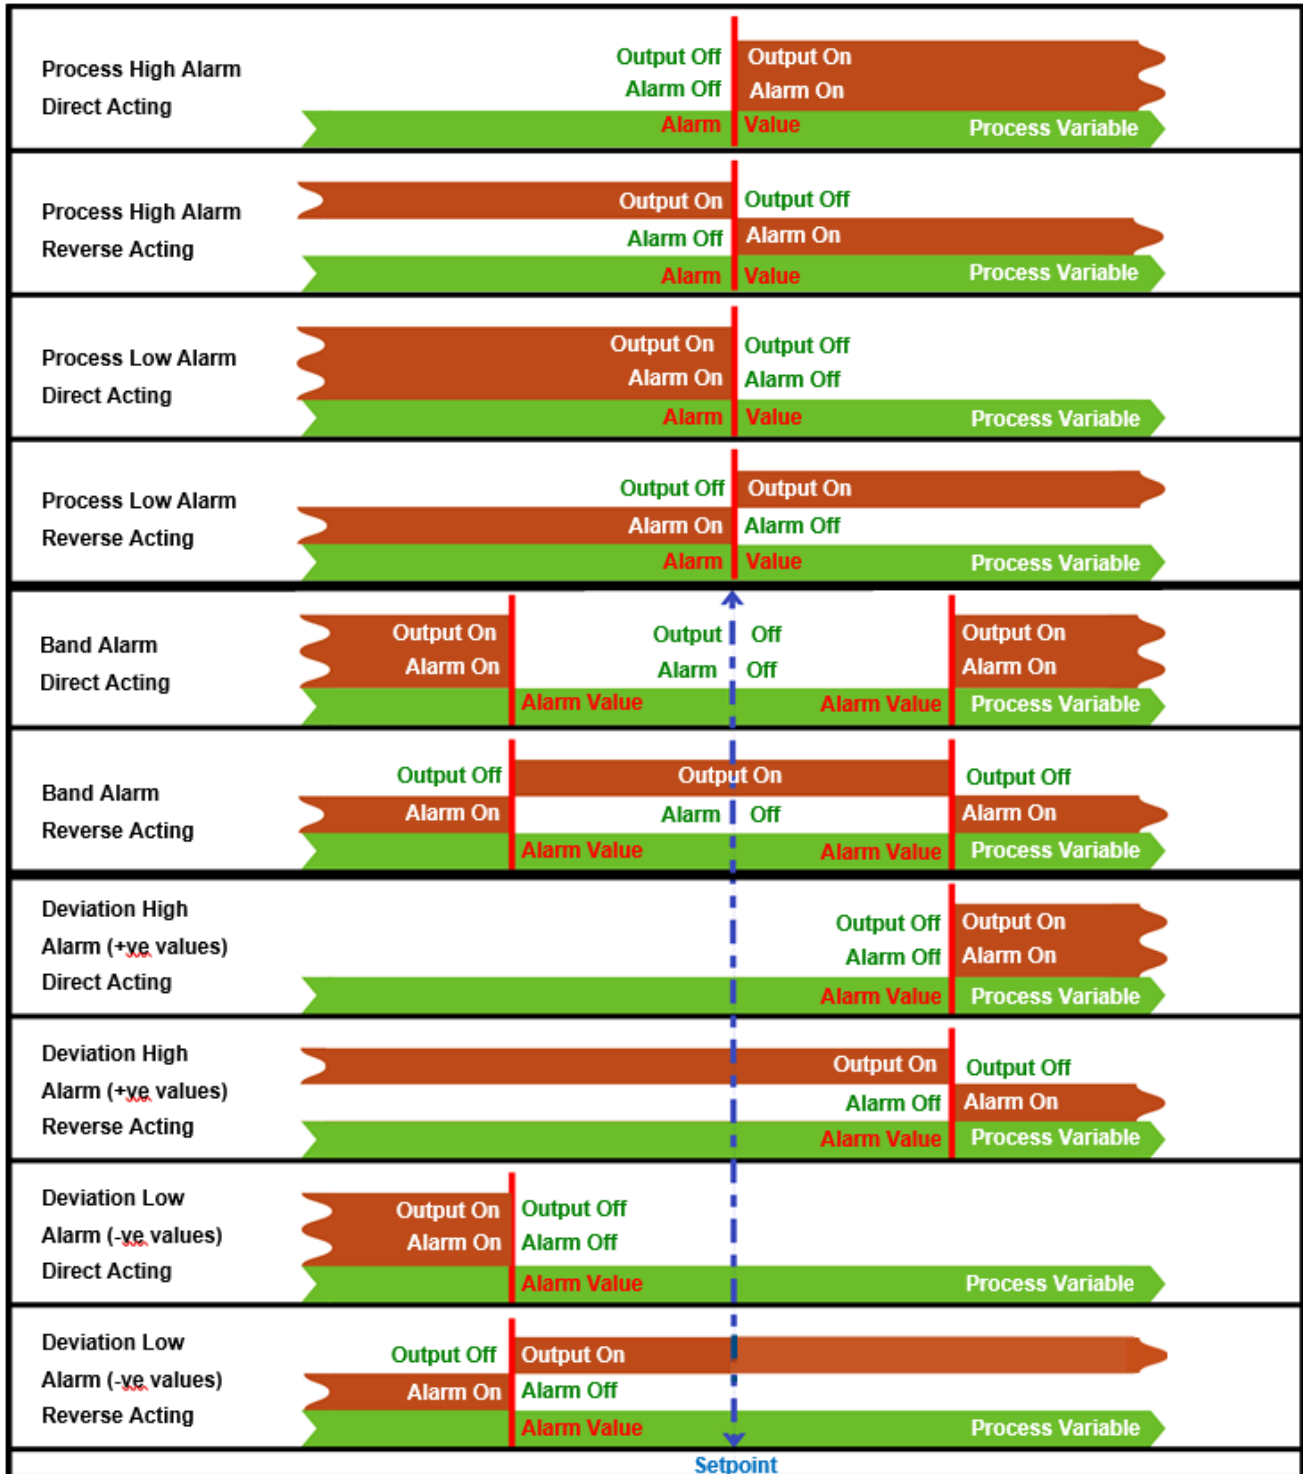 Process High Alarm
Direct Acting
Output Off Output On
Alarm Off Alarm On
Alarm Value Process Variable
Process High Alarm
Reverse Acting
Output On Output Off
Alarm Off Alarm On
Alarm Value Process Variable
Process Low Alarm
Direct Acting
Output On Output Off
Alarm On Alarm Off
Alarm Value Process Variable
Process Low Alarm
Reverse Acting
Output Off Output On
Alarm On Alarm Off
Alarm Value Process Variable
Band Alarm
Direct Acting
Output On Output Off Output On
Alarm On Alarm Off Alarm On
Alarm Value Alarm Value Process Variable
Band Alarm
Reverse Acting
Output Off Output On Output Off
Alarm On Alarm Off Alarm On
Alarm Value Alarm Value Process Variable
Deviation High
Alarm (+ve values)
Direct Acting
Output Off Output On
Alarm Off Alarm On
Alarm Value Process Variable
Deviation High
Alarm (+ve values)
Reverse Acting
Output On Output Off
Alarm Off Alarm On
Alarm Value Process Variable
Deviation Low
Alarm (-ve values)
Direct Acting
Output On Output Off
Alarm On Alarm Off
Alarm Value Process Variable
Deviation Low
Alarm (-ve values)
Reverse Acting
Output Off Output On
Alarm On Alarm Off
Alarm Value Process Variable
Setpoint